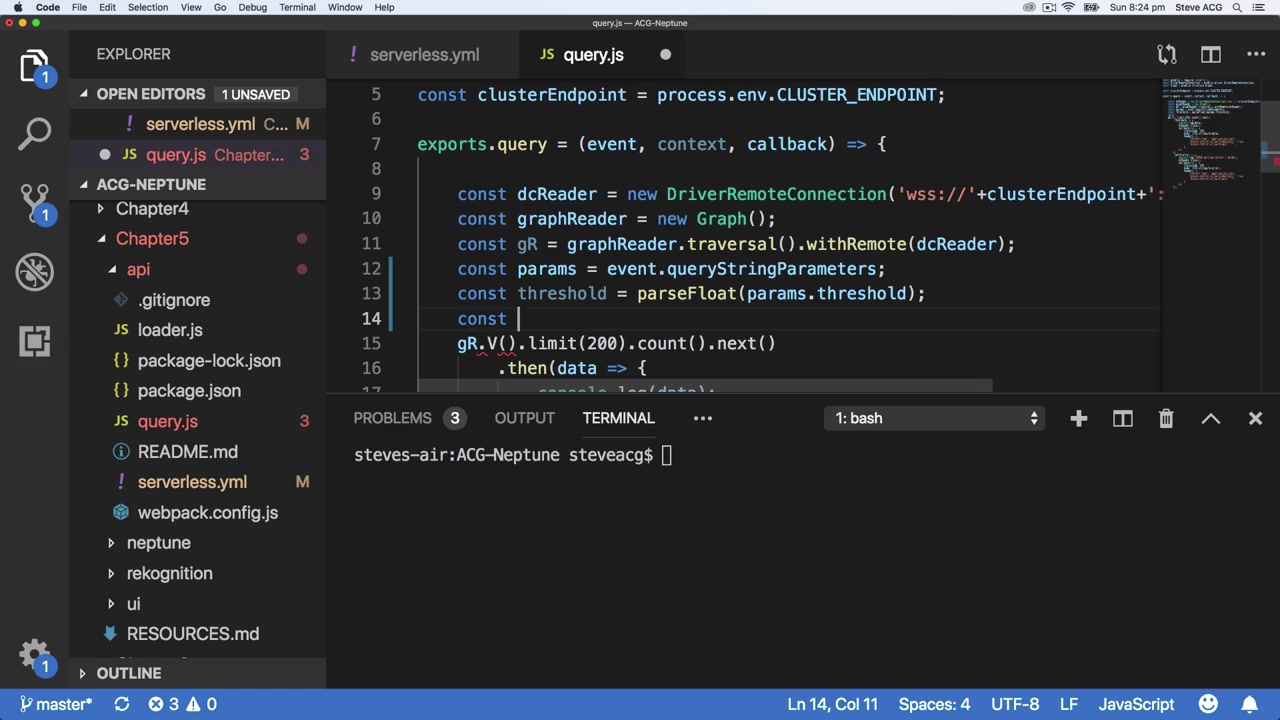 Code File Edit Selection View Go Debug Terminal Window Help Sun 8:24 pm Steve ACG
query.js — ACG-Neptune
EXPLORER
OPEN EDITORS 1 UNSAVED
! serverless.yml C... M
JS query.js Chapter... 3
ACG-NEPTUNE
Chapter4
Chapter5
api
.gitignore
JS loader.js
{} package-lock.json
{} package.json
JS query.js 3
README.md
! serverless.yml M
webpack.config.js
neptune
rekognition
ui
RESOURCES.md
OUTLINE
1
1
1
! serverless.yml JS query.js
5 const clusterEndpoint = process.env.CLUSTER_ENDPOINT;
6
7 exports.query = (event, context, callback) => {
8
9 const dcReader = new DriverRemoteConnection('wss://'+clusterEndpoint+':
10 const graphReader = new Graph();
11 const gR = graphReader.traversal().withRemote(dcReader);
12 const params = event.queryStringParameters;
13 const threshold = parseFloat(params.threshold);
14 const
15 gR.V().limit(200).count().next()
16 .then(data => {
17 console.log(data);
PROBLEMS 3 OUTPUT TERMINAL ••• 1: bash
steves-air:ACG-Neptune steveacg$
master* 3 0 Ln 14, Col 11 Spaces: 4 UTF-8 LF JavaScript